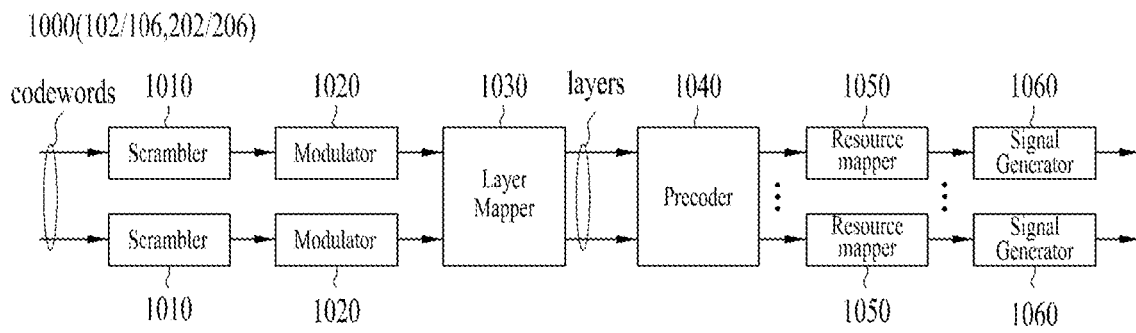 1000(102/106,202/206)
codewords 1010 1020 1030 layers 1040 1050 1060
Scrambler Modulator Layer Mapper Precoder Resource mapper Signal Generator
Scrambler Modulator Resource mapper Signal Generator
1010 1020 1050 1060